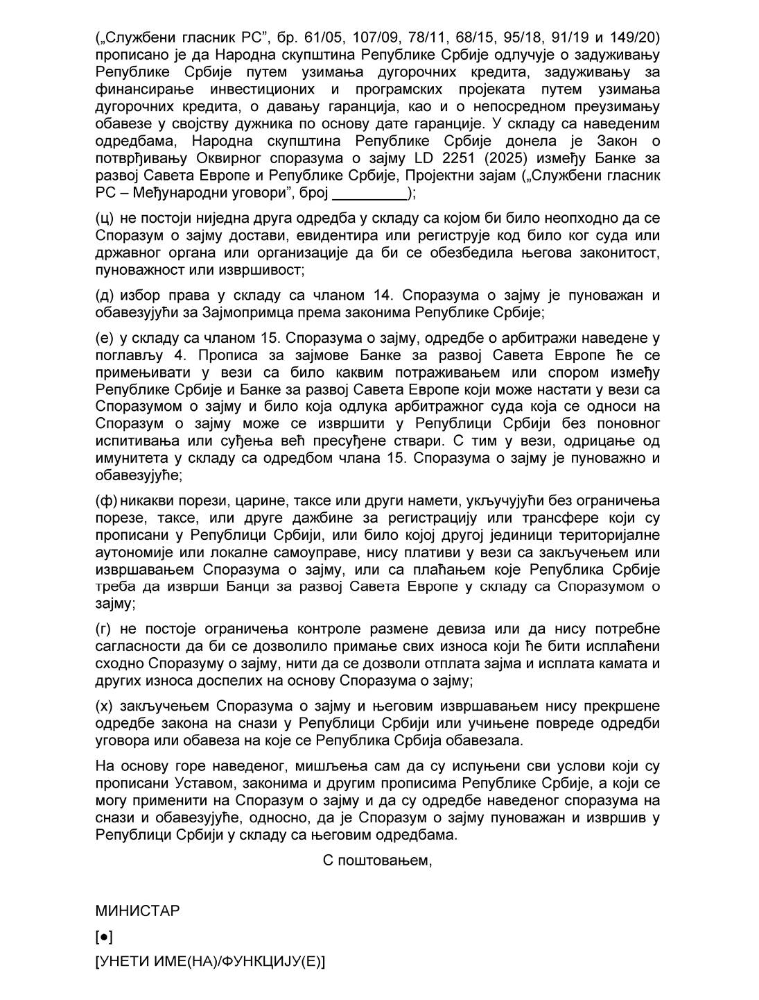 („Службени гласник РС”, бр. 61/05, 107/09, 78/11, 68/15, 95/18, 91/19 и 149/20)
прописано је да Народна скупштина Републике Србије одлучује о задуживању
Републике Србије путем узимања дугорочних кредита, задуживању за
финансирање инвестиционих и програмских пројеката путем узимања
дугорочних кредита, о давању гаранција, као и о непосредном преузимању
обавезе у својству дужника по основу дате гаранције. У складу са наведеним
одредбама, Народна скупштина Републике Србије донела је Закон о
потврђивању Оквирног споразума о зајму LD 2251 (2025) између Банке за
развој Савета Европе и Републике Србије, Пројектни зајам („Службени гласник
РС – Међународни уговори”, број _________);
(ц) не постоји ниједна друга одредба у складу са којом би било неопходно да се
Споразум о зајму достави, евидентира или региструје код било ког суда или
државног органа или организације да би се обезбедила његова законитост,
пуноважност или извршивост;
(д) избор права у складу са чланом 14. Споразума о зајму је пуноважан и
обавезујући за Зајмопримца према законима Републике Србије;
(е) у складу са чланом 15. Споразума о зајму, одредбе о арбитражи наведене у
поглављу 4. Прописа за зајмове Банке за развој Савета Европе ће се
примењивати у вези са било каквим потраживањем или спором између
Републике Србије и Банке за развој Савета Европе који може настати у вези са
Споразумом о зајму и било која одлука арбитражног суда која се односи на
Споразум о зајму може се извршити у Републици Србији без поновног
испитивања или суђења већ пресуђене ствари. С тим у вези, одрицање од
имунитета у складу са одредбом члана 15. Споразума о зајму је пуноважно и
обавезујуће;
(ф) никакви порези, царине, таксе или други намети, укључујући без ограничења
порезе, таксе, или друге дажбине за регистрацију или трансфере који су
прописани у Републици Србији, или било којој другој јединици територијалне
аутономије или локалне самоуправе, нису плативи у вези са закључењем или
извршавањем Споразума о зајму, или са плаћањем које Република Србије
треба да изврши Банци за развој Савета Европе у складу са Споразумом о
зајму;
(г) не постоје ограничења контроле размене девиза или да нису потребне
сагласности да би се дозволило примање свих износа који ће бити исплаћени
сходно Споразуму о зајму, нити да се дозволи отплата зајма и исплата камата и
других износа доспелих на основу Споразума о зајму;
(х) закључењем Споразума о зајму и његовим извршавањем нису прекршене
одредбе закона на снази у Републици Србији или учињене повреде одредби
уговора или обавеза на које се Република Србија обавезала.
На основу горе наведеног, мишљења сам да су испуњени сви услови који су
прописани Уставом, законима и другим прописима Републике Србије, а који се
могу применити на Споразум о зајму и да су одредбе наведеног споразума на
снази и обавезујуће, односно, да је Споразум о зајму пуноважан и извршив у
Републици Србији у складу са његовим одредбама.
С поштовањем,
МИНИСТАР
[●]
[УНЕТИ ИМЕ(НА)/ФУНКЦИЈУ(Е)]